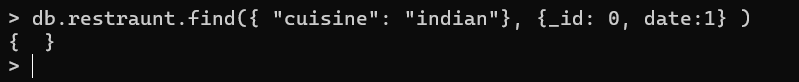 > db.restraunt.find({ "cuisine": "indian"}, {_id: 0, date:1} )
{  }
>